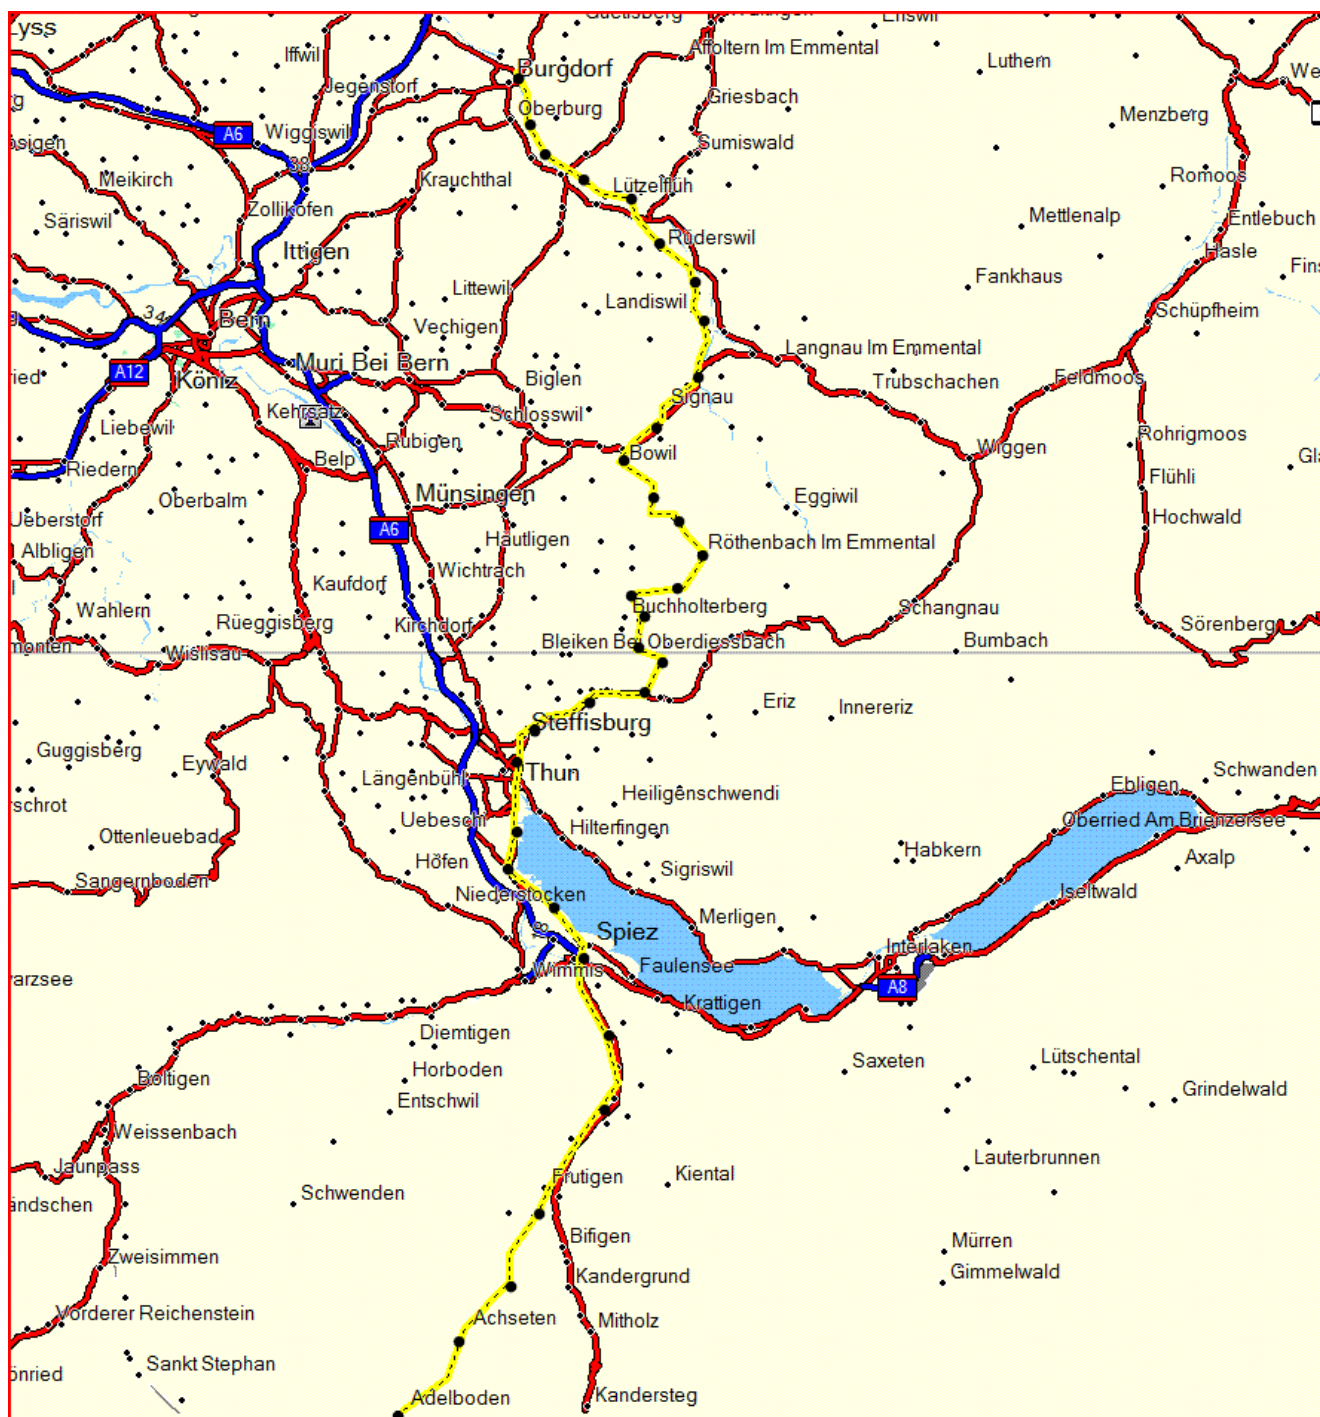 Lyss
Affoltern Im Emmental
Iffwil
Luthern
Burgdorf
Jegenstorf
Griesbach
Oberburg
Menzberg
A6
Wiggiswil
Sumiswald
38
Meikirch
Krauchthal
Lützelflüh
Romoos
Zollikofen
Säriswil
Mettlenalp
Entlebuch
Rüderswil
Ittigen
Hasle
Fankhaus
Littewil
Landiswil
Schüpfheim
34
Bern
Vechigen
Langnau Im Emmental
Muri Bei Bern
A12
Köniz
Biglen
Trubschachen
Feldmoos
Signau
Kehrsatz
Schlosswil
Liebewil
Rubigen
Rohrigmoos
Wiggen
Belp
Bowil
Riedern
Flühli
Münsingen
Eggiwil
Oberbalm
Ueberstorf
Hochwald
A6
Albligen
Häutligen
Röthenbach Im Emmental
Wichtrach
Kaufdorf
Wahlern
Buchholterberg
Schangnau
Rüeggisberg
Kirchdorf
Sörenberg
Bleiken Bei Oberdiessbach
Bumbach
Wislisau
Eriz
Innereriz
Steffisburg
Guggisberg
Eywald
Längenbühl
Thun
Schwanden
Ebligen
Heiligenschwendi
Uebeschi
Hilterfingen
Oberried Am Brienzersee
Ottenleuebad
Habkern
Höfen
Sigriswil
Axalp
Sangernboden
Niederstocken
Iseltwald
Merligen
Spiez
Interlaken
Wimmis
Faulensee
A8
Krattigen
Diemtigen
Saxeten
Lütschental
Horboden
Boltigen
Grindelwald
Entschwil
Weissenbach
Jaunpass
Lauterbrunnen
Frutigen
Kiental
Schwenden
Bifigen
Mürren
Zweisimmen
Kandergrund
Gimmelwald
Vorderer Reichenstein
Achseten
Mitholz
Sankt Stephan
Adelboden
Kandersteg